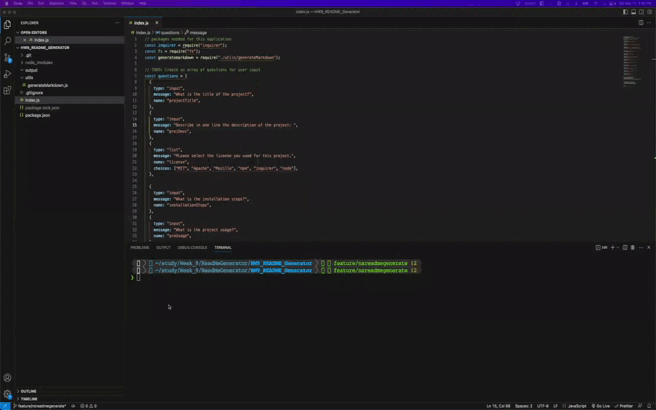 Code File Edit Selection View Go Run Terminal Window Help
index.js — HW9_README_Generator
EXPLORER
OPEN EDITORS
index.js
HW9_README_GENERATOR
.git
node_modules
output
utils
generateMarkdown.js
.gitignore
index.js
package-lock.json
package.json
OUTLINE
TIMELINE
index.js
index.js > questions > message
1 // packages needed for this application
2 const inquirer = require("inquirer");
3 const fs = require("fs");
4 const generateMarkdown = require("./utils/generateMarkdown");
5
6 // TODO: Create an array of questions for user input
7 const questions = [
8 {
9 type: "input",
10 message: "What is the title of the project?",
11 name: "projectTitle",
12 },
13 {
14 type: "input",
15 message: "Describe in one line the description of the project: ",
16 name: "projDesc",
17 },
18 {
19 type: "list",
20 message: "Please select the license you used for this project.",
21 name: "license",
22 choices: ["MIT", "Apache", "Mozilla", "npm", "inquirer", "node"],
23 },
24
25 {
26 type: "input",
27 message: "What is the installation steps?",
28 name: "installationSteps",
29 },
30 {
31 type: "input",
32 message: "What is the project usage?",
33 name: "proUsage",
PROBLEMS OUTPUT DEBUG CONSOLE TERMINAL
~/study/Week_9/ReadMeGenerator/HW9_README_Generator feature/nareadmegenerate !2
~/study/Week_9/ReadMeGenerator/HW9_README_Generator feature/nareadmegenerate !2
Ln 15, Col 68 Spaces: 2 UTF-8 LF JavaScript Go Live Prettier